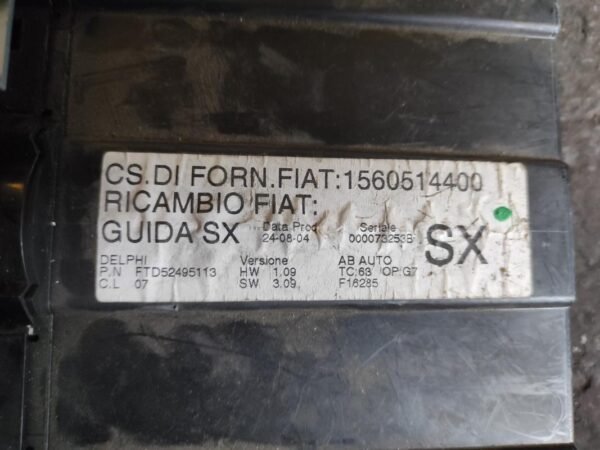 CS.DI FORN.FIAT:1560514400
RICAMBIO FIAT:
GUIDA SX Data Prod 24-08-04 Seriale 000073253B SX
DELPHI Versione AB AUTO
P.N FTD52495113 HW 1.09 TC:63 OP:G7
C.L 07 SW 3.09 F16285